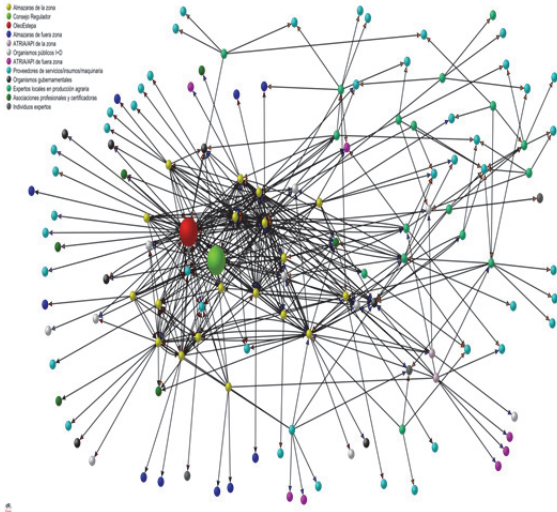 Almazaras de la zona
Consejo Regulador
OleoEstepa
Almazaras de fuera zona
ATRIA/API de la zona
Organismos públicos I+D
ATRIA/API de fuera zona
Proveedores de servicios/insumos/maquinaria
Organismos gubernamentales
Expertos locales en producción agraria
Asociaciones profesionales y certificadoras
Individuos expertos